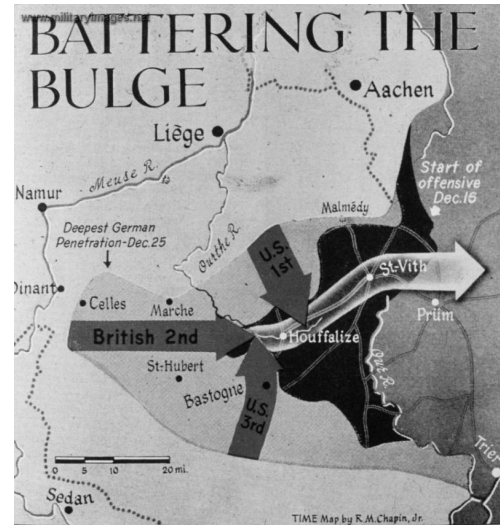 www.militaryimages.net
BATTERING THE
BULGE
Aachen
Liège
Meuse R.
Namur
Start of
offensive
Dec.16
Deepest German
Penetration-Dec.25
Ourthe R.
Malmédy
U.S.
1st
St-Vith
Dinant
Celles
Marche
Prüm
British 2nd
Houffalize
St-Hubert
Our R.
Bastogne
U.S.
3rd
Trier
0 5 10 20 mi.
Sedan
TIME Map by R.M.Chapin, Jr.